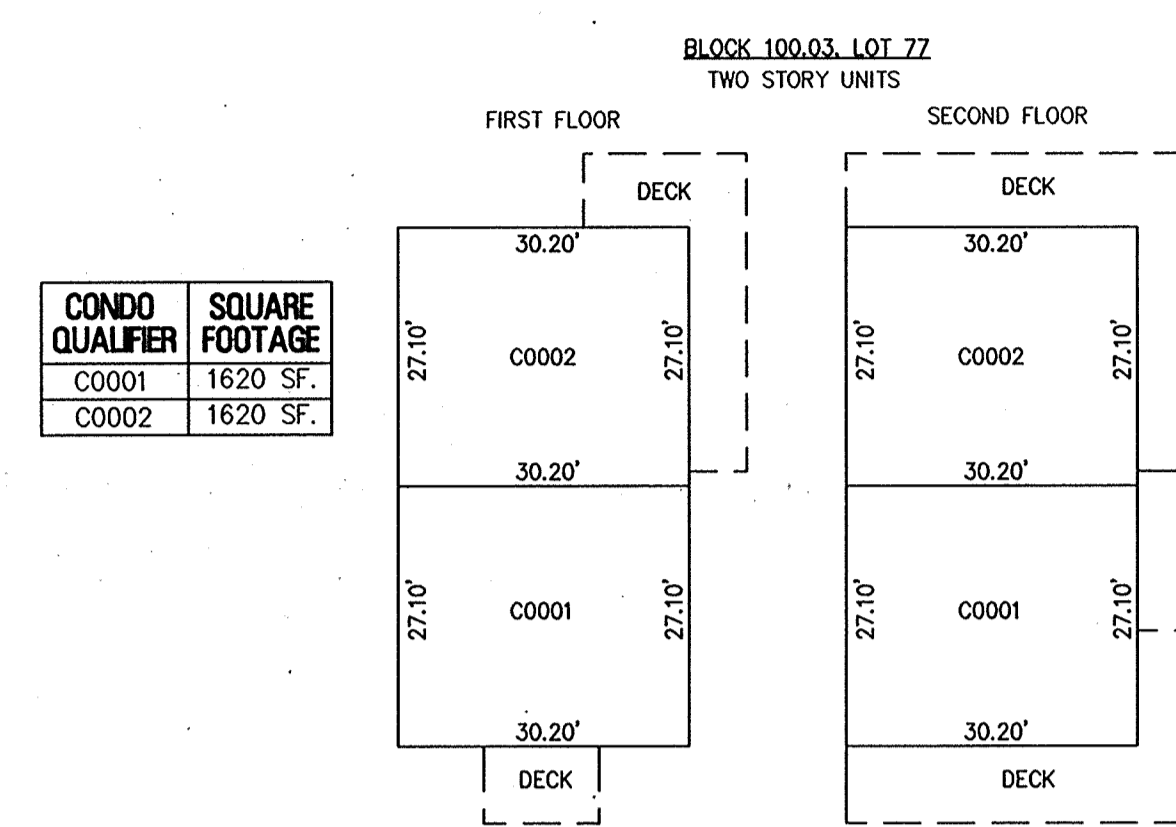 BLOCK 100.03. LOT 77
TWO STORY UNITS
FIRST FLOOR
SECOND FLOOR
DECK
DECK
30.20'
30.20'
27.10'
C0002
27.10'
27.10'
C0002
27.10'
CONDO QUALIFIER
SQUARE FOOTAGE
C0001
1620 SF.
C0002
1620 SF.
30.20'
30.20'
27.10'
C0001
27.10'
27.10'
C0001
27.10'
30.20'
30.20'
DECK
DECK